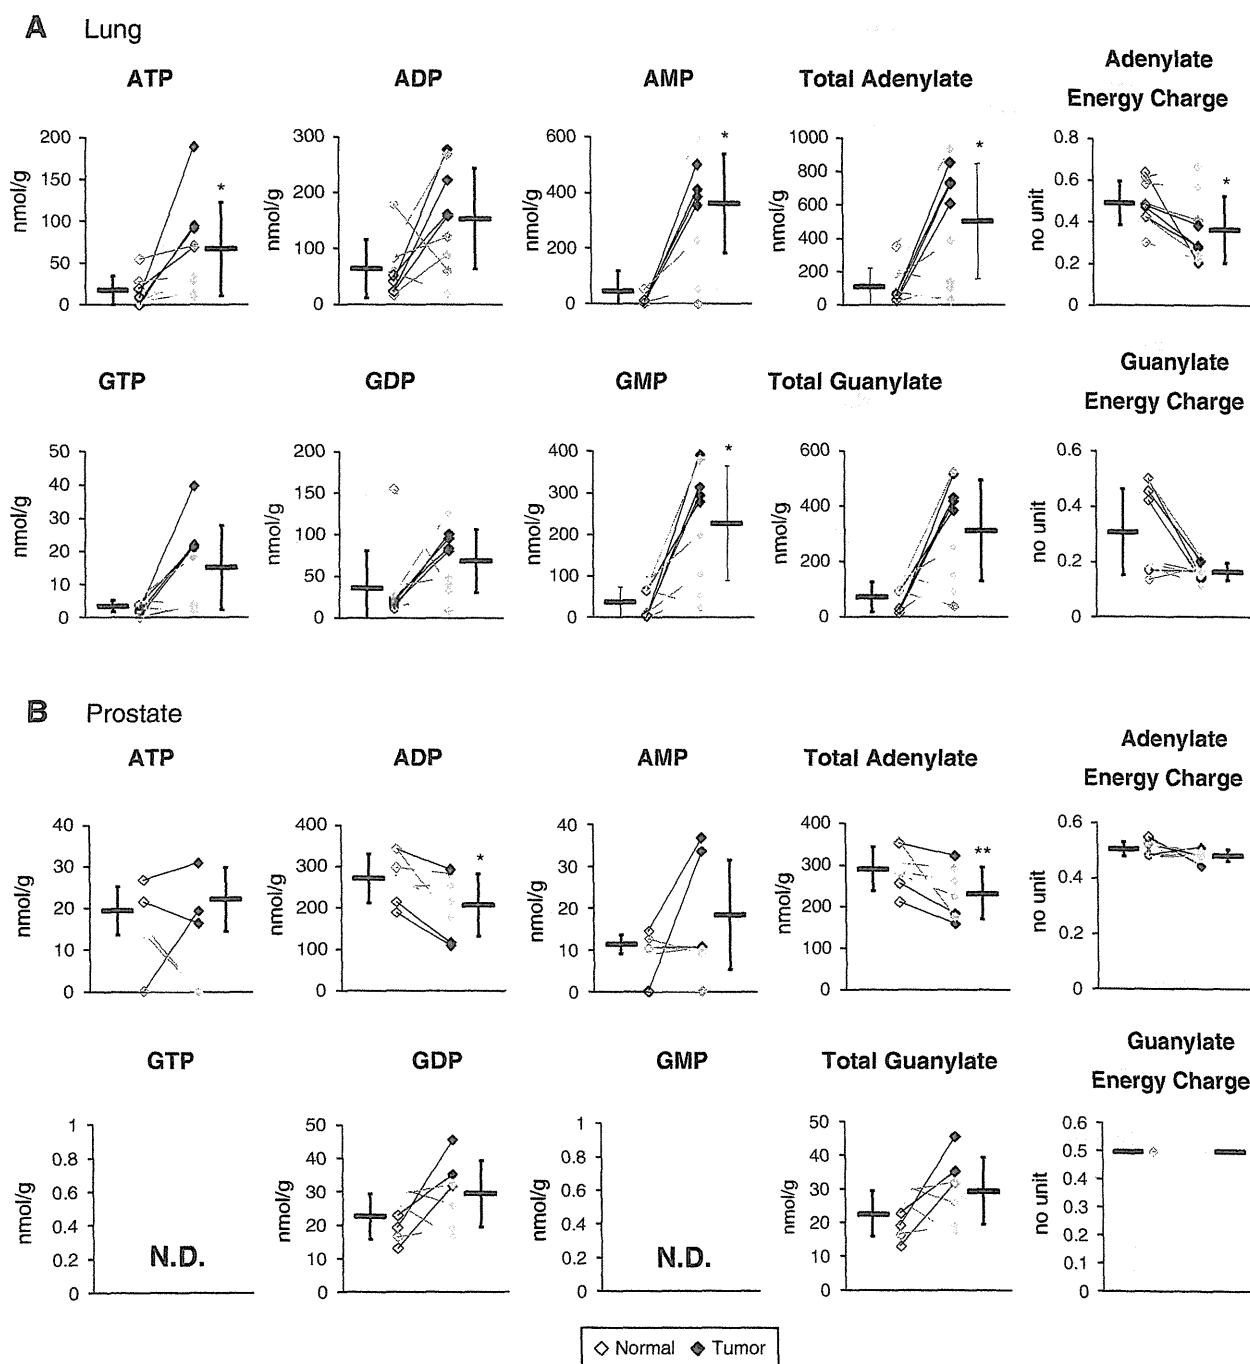 A Lung
ATP ADP AMP Total Adenylate Adenylate
Energy Charge
200 300 600 1000 0.8
150 200 400 800 0.6
100 100 200 600 0.4
50 0 0 400 0.2
0 200 0
0
nmol/g nmol/g nmol/g nmol/g no unit
* * * *
GTP GDP GMP Total Guanylate Guanylate
Energy Charge
50 200 400 600 0.6
40 150 300 400 0.4
30 100 200 200 0.2
20 50 100 0 0
10 0 0
0
nmol/g nmol/g nmol/g nmol/g no unit
*
B Prostate
ATP ADP AMP Total Adenylate Adenylate
Energy Charge
40 400 40 400 0.6
30 300 30 300 0.4
20 200 20 200 0.2
10 100 10 100 0
0 0 0 0
nmol/g nmol/g nmol/g nmol/g no unit
* **
GTP GDP GMP Total Guanylate Guanylate
Energy Charge
1 50 1 50 0.6
0.8 40 0.8 40 0.5
0.6 30 0.6 30 0.4
0.4 20 0.4 20 0.3
0.2 10 0.2 10 0.2
0 0 0 0 0.1
0
nmol/g nmol/g nmol/g nmol/g no unit
N.D. N.D.
Normal Tumor